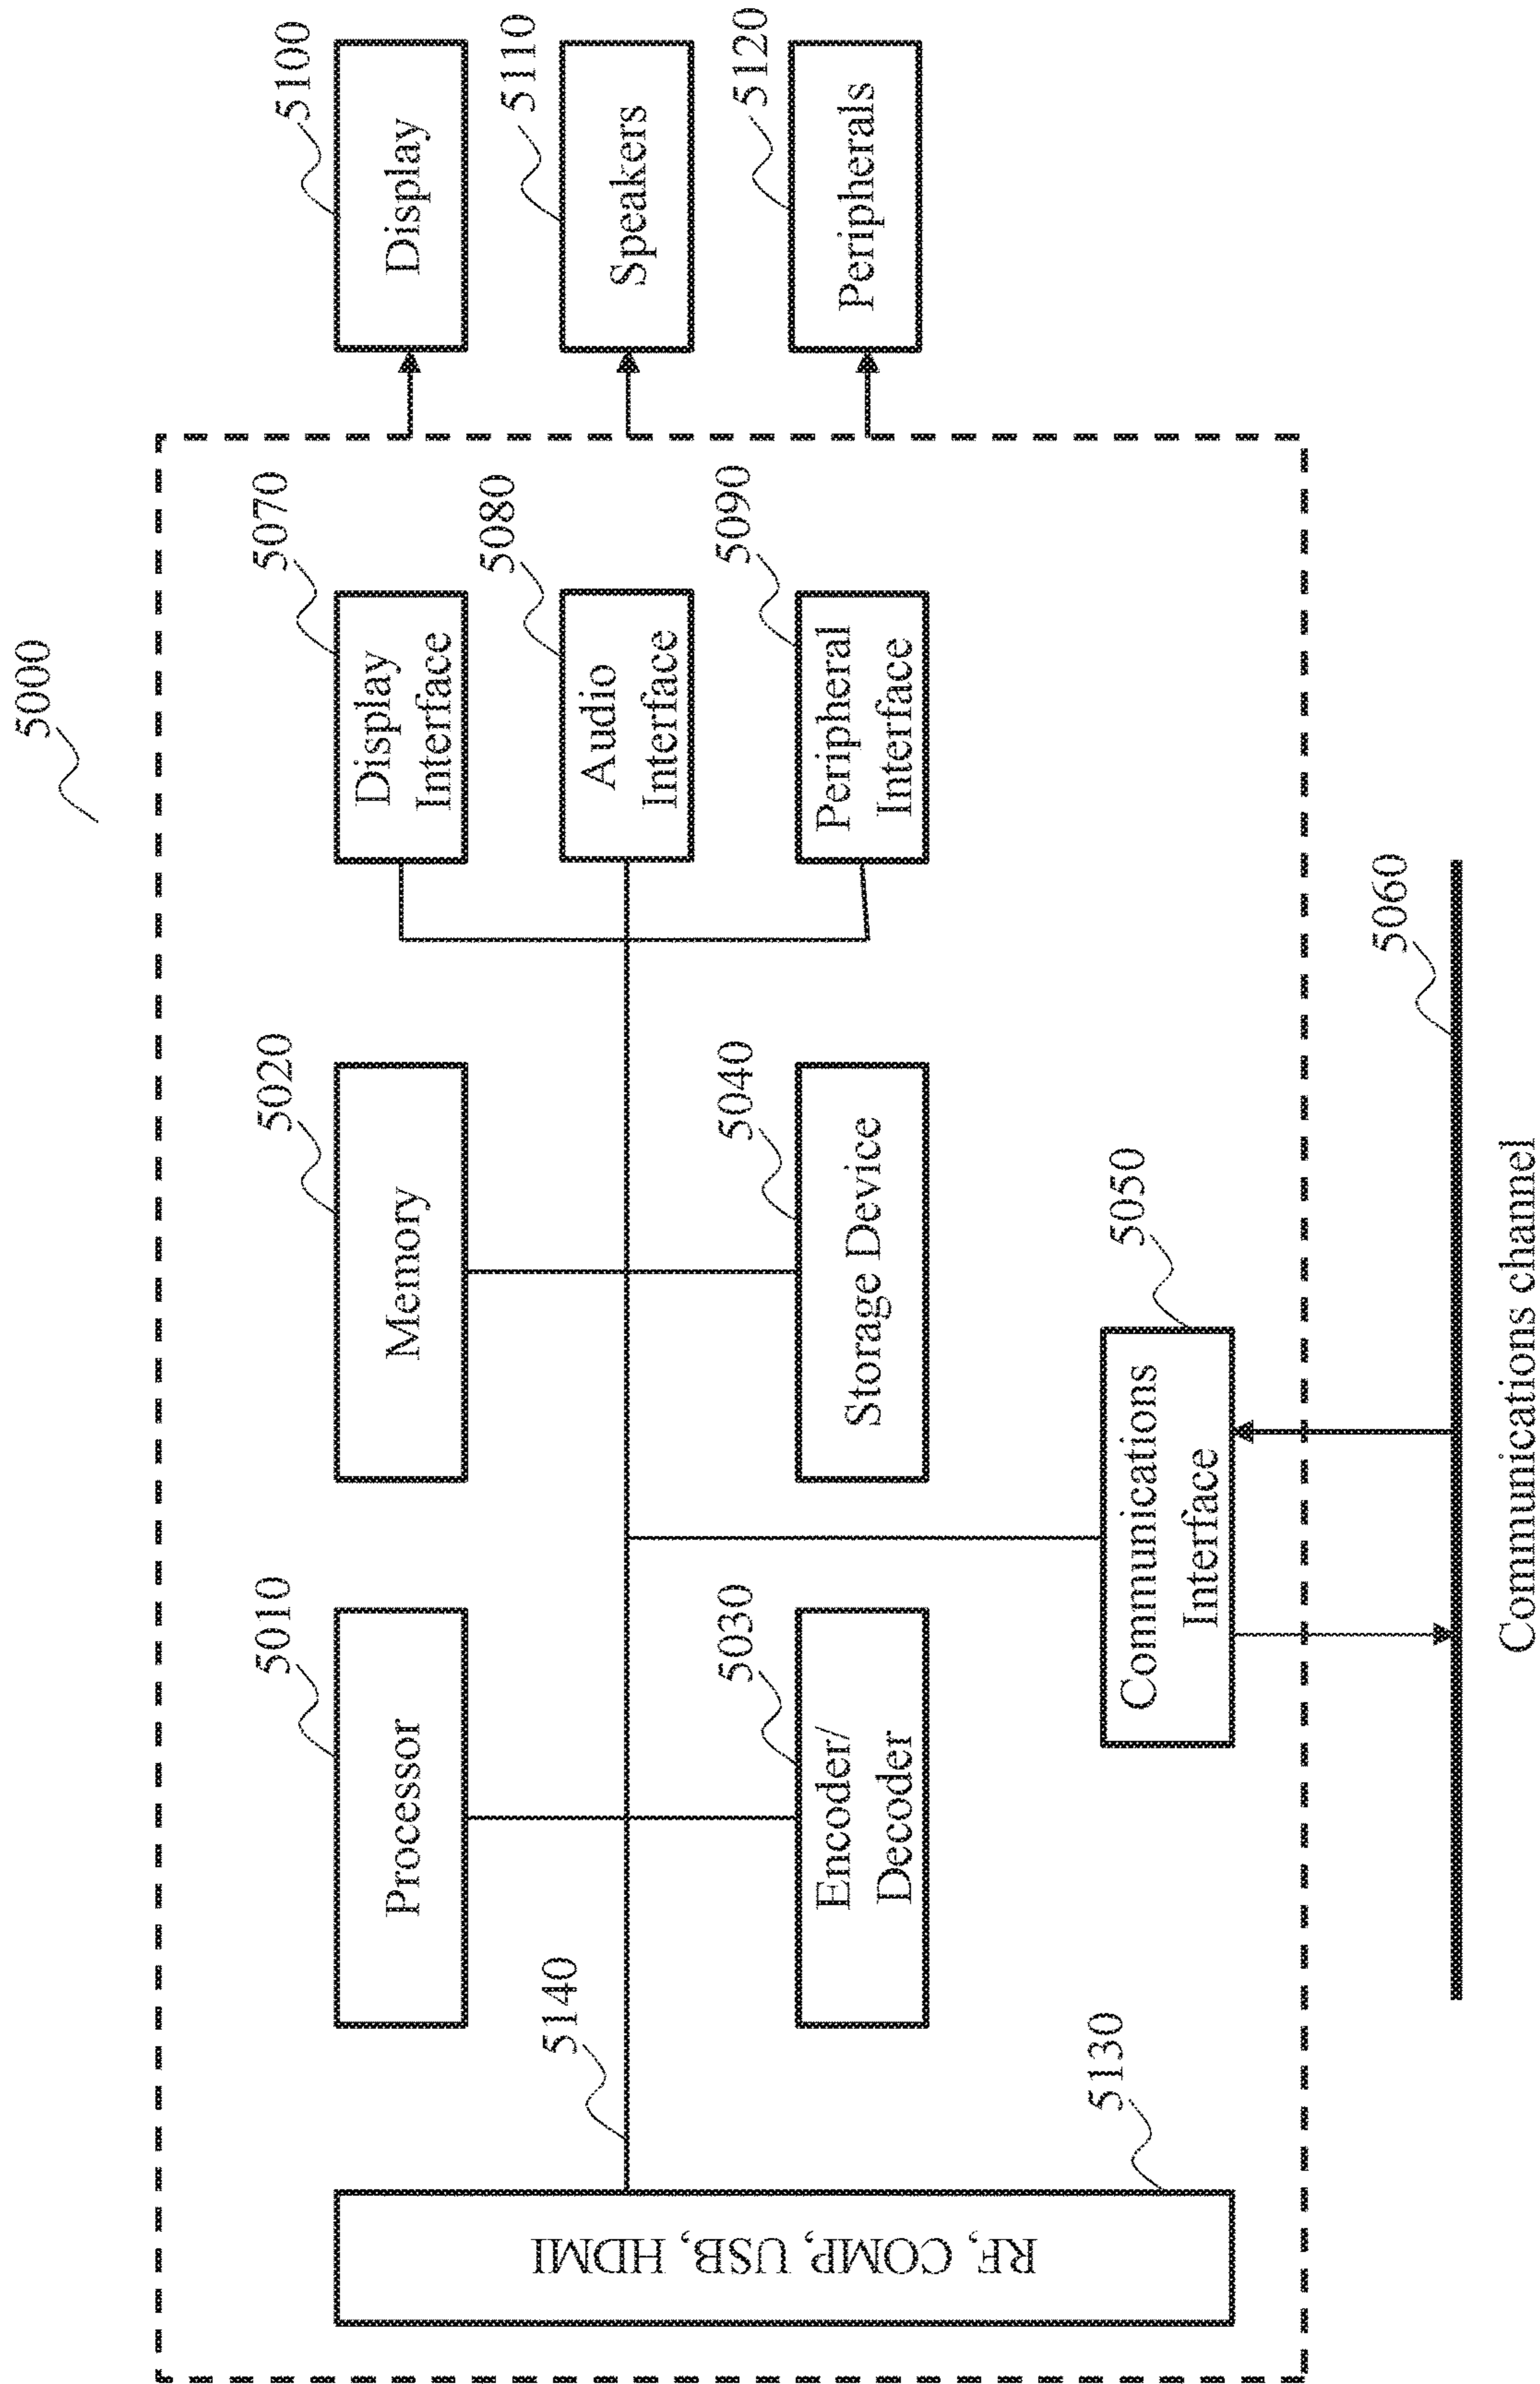 5000
5010
Processor
5020
Memory
5070
Display
Interface
5100
Display
5140
5080
Audio
Interface
5110
Speakers
RF, COMP, USB, HDMI
5030
Encoder/
Decoder
5040
Storage Device
5090
Peripheral
Interface
5120
Peripherals
5130
Communications
Interface
5050
5060
Communications channel